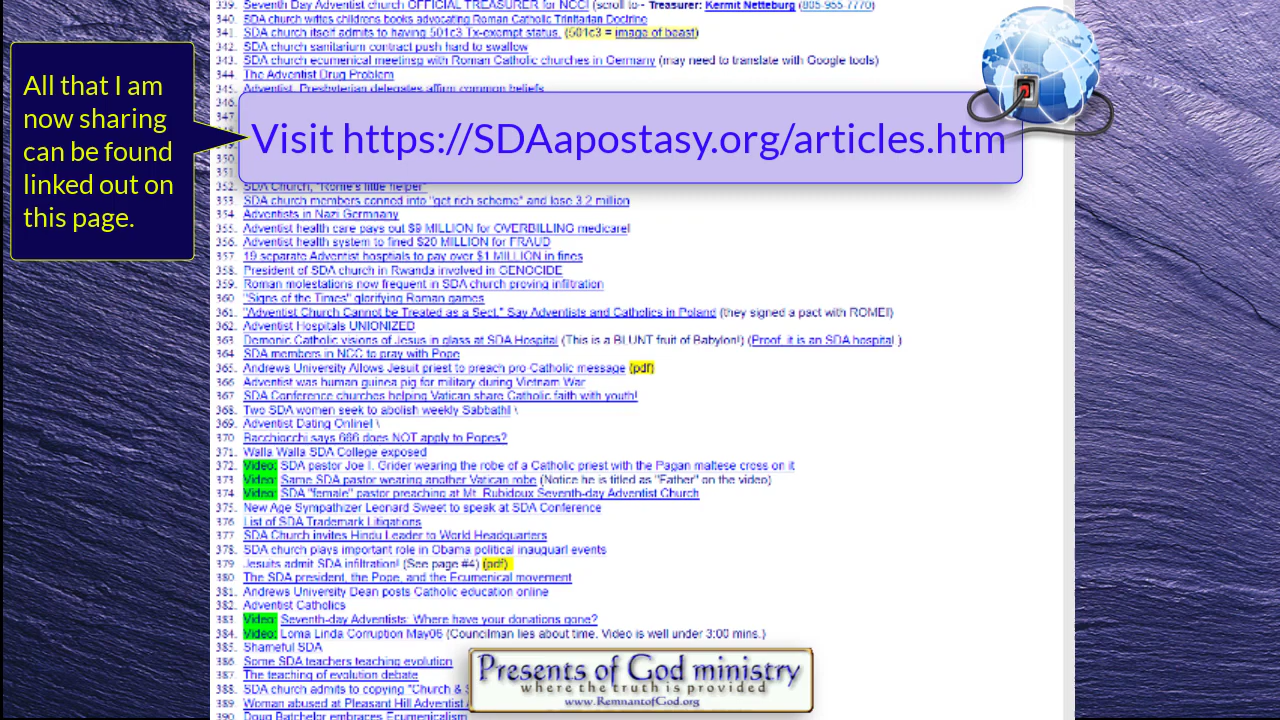 339. Seventh Day Adventist church OFFICIAL TREASURER for NCC! (scroll to - Treasurer: Kermit Netteburg (805-955-7770)
340. SDA church writes childrens books advocating Roman Catholic Trinitarian Doctrine
341. SDA church itself admits to having 501c3 Tx-exempt status. (501c3 = image of beast)
342. SDA church sanitarium contract push hard to swallow
343. SDA church ecumenical meetinsg with Roman Catholic churches in Germany (may need to translate with Google tools)
344. The Adventist Drug Problem
345. Adventist, Presbyterian delegates affirm common beliefs
346.
347.
Visit https://SDAapostasy.org/articles.htm
All that I am
now sharing
can be found
linked out on
this page.
350.
351.
352. SDA Church, "Rome's little helper"
353. SDA church members conned into "get rich scheme" and lose 3.2 million
354. Adventists in Nazi Germnany
355. Adventist health care pays out $9 MILLION for OVERBILLING medicare!
356. Adventist health system to fined $20 MILLION for FRAUD
357. 19 separate Adventist hosptials to pay over $1 MILLION in fines
358. President of SDA church in Rwanda involved in GENOCIDE
359. Roman molestations now frequent in SDA church proving infiltration
360. "Signs of the Times" glorifying Roman games
361. "Adventist Church Cannot be Treated as a Sect," Say Adventists and Catholics in Poland (they signed a pact with ROME!)
362. Adventist Hospitals UNIONIZED
363. Demonic Catholic visions of Jesus in glass at SDA Hospital (This is a BLUNT fruit of Babylon!) (Proof it is an SDA hospital )
364. SDA members in NCC to pray with Pope
365. Andrews University Allows Jesuit priest to preach pro-Catholic message (pdf)
366. Adventist was human guinea pig for military during Vietnam War
367. SDA Conference churches helping Vatican share Catholic faith with youth!
368. Two SDA women seek to abolish weekly Sabbath! \
369. Adventist Dating Online! \
370. Bacchiocchi says 666 does NOT apply to Popes?
371. Walla Walla SDA College exposed
372. Video: SDA pastor Joe I. Grider wearing the robe of a Catholic priest with the Pagan maltese cross on it
373. Video: Same SDA pastor wearing another Vatican robe (Notice he is titled as "Father" on the video)
374. Video: SDA "female" pastor preaching at Mt. Rubidoux Seventh-day Adventist Church
375. New Age Sympathizer Leonard Sweet to speak at SDA Conference
376. List of SDA Trademark Litigations
377. SDA Church invites Hindu Leader to World Headquarters
378. SDA church plays important role in Obama political inauguarl events
379. Jesuits admit SDA infiltration! (See page #4) (pdf)
380. The SDA president, the Pope, and the Ecumenical movement
381. Andrews University Dean posts Catholic education online
382. Adventist Catholics
383. Video: Seventh-day Adventists: Where have your donations gone?
384. Video: Loma Linda Corruption May06 (Councilman lies about time. Video is well under 3:00 mins.)
385. Shameful SDA
386. Some SDA teachers teaching evolution
387. The teaching of evolution debate
388. SDA church admits to copying "Church & S
389. Woman abused at Pleasant Hill Adventist
390. Doug Batchelor embraces Ecumenicalism
Presents of God ministry
where the truth is provided
www.RemnantofGod.org